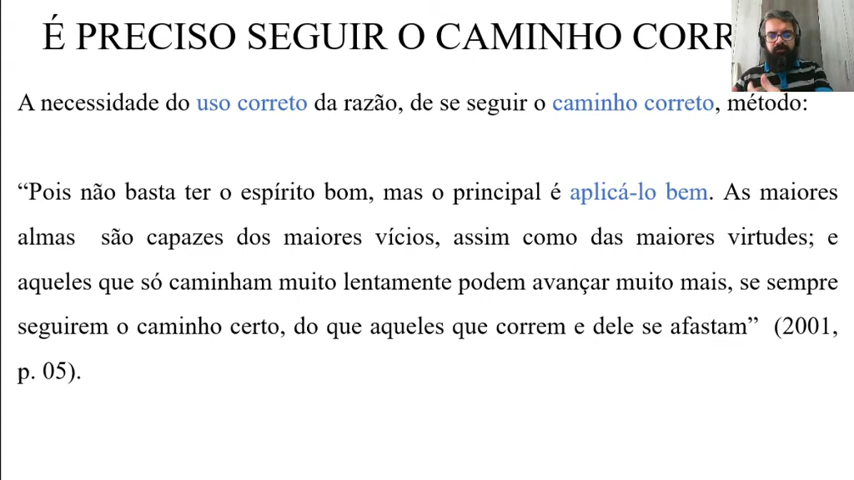 É PRECISO SEGUIR O CAMINHO
A necessidade do uso correto da razão, de se seguir o caminho correto, método:
“Pois não basta ter o espírito bom, mas o principal é aplicá-lo bem. As maiores
almas são capazes dos maiores vícios, assim como das maiores virtudes; e
aqueles que só caminham muito lentamente podem avançar muito mais, se sempre
seguirem o caminho certo, do que aqueles que correm e dele se afastam” (2001,
p. 05).